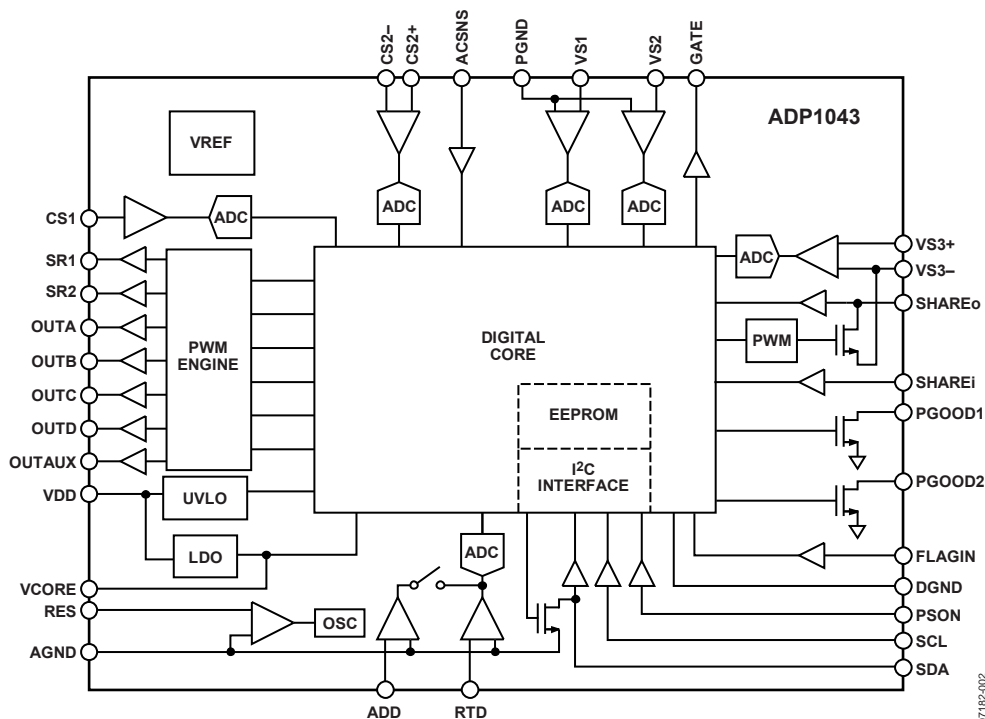 CS2–
CS2+
ACSNS
PGND
VS1
VS2
GATE
ADP1043
VREF
ADC
ADC
ADC
CS1
ADC
ADC
VS3+
VS3–
SHAREo
SHAREi
PGOOD1
PGOOD2
FLAGIN
DGND
PSON
SCL
SDA
SR1
SR2
OUTA
OUTB
OUTC
OUTD
OUTAUX
VDD
VCORE
RES
AGND
PWM
ENGINE
DIGITAL
CORE
PWM
EEPROM
I2C
INTERFACE
UVLO
LDO
ADC
OSC
ADD
RTD
07182-002